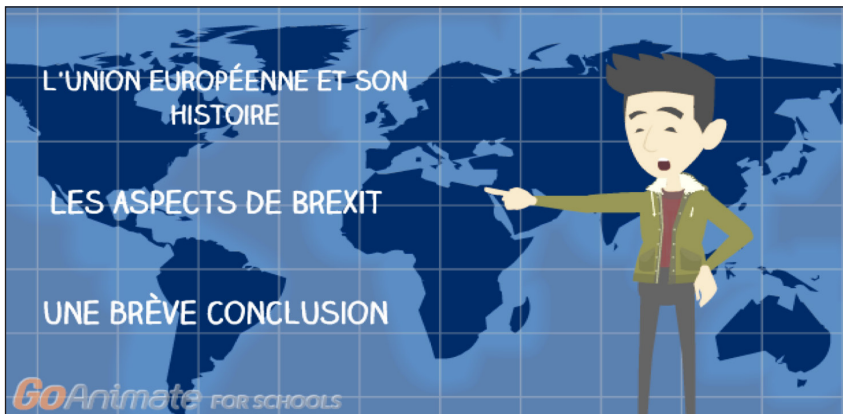 L'UNION EUROPÉENNE ET SON
HISTOIRE
LES ASPECTS DE BREXIT
UNE BRÈVE CONCLUSION
GoAnimate FOR SCHOOLS